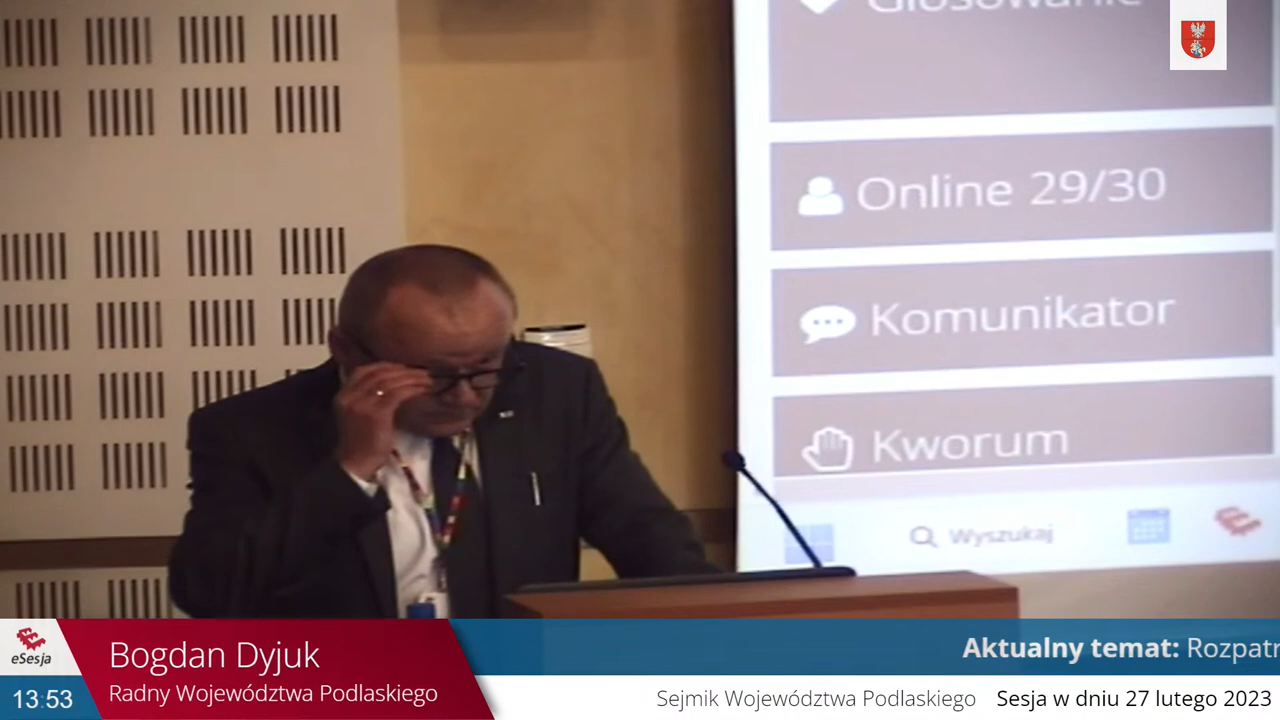 Głosowanie
Online 29/30
Komunikator
Kworum
Wyszukaj
eSesja
Bogdan Dyjuk
Radny Województwa Podlaskiego
13:53
Aktualny temat: Rozpatr
Sejmik Województwa Podlaskiego Sesja w dniu 27 lutego 2023